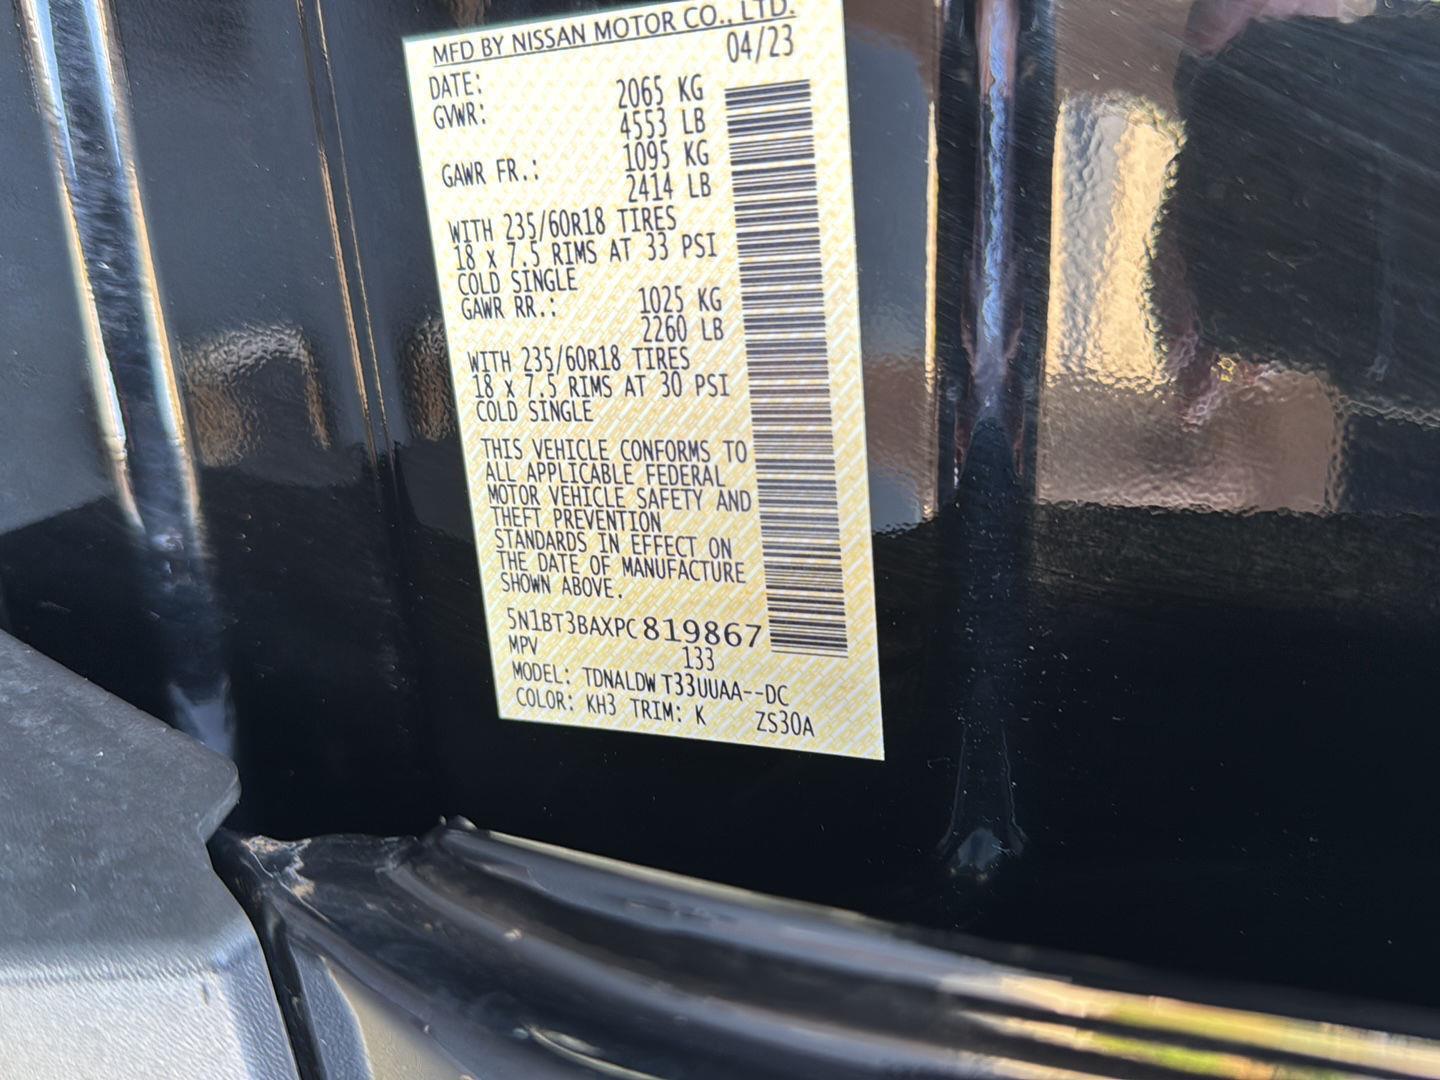 MFD BY NISSAN MOTOR CO., LTD.
DATE: 04/23
GVWR: 2065 KG
4553 LB
GAWR FR.: 1095 KG
2414 LB
WITH 235/60R18 TIRES
18 x 7.5 RIMS AT 33 PSI
COLD SINGLE
GAWR RR.: 1025 KG
2260 LB
WITH 235/60R18 TIRES
18 x 7.5 RIMS AT 30 PSI
COLD SINGLE
THIS VEHICLE CONFORMS TO
ALL APPLICABLE FEDERAL
MOTOR VEHICLE SAFETY AND
THEFT PREVENTION
STANDARDS IN EFFECT ON
THE DATE OF MANUFACTURE
SHOWN ABOVE.
5N1BT3BAXPC819867
MPV 133
MODEL: TDNALDW T33UUAA--DC
COLOR: KH3 TRIM: K ZS30A